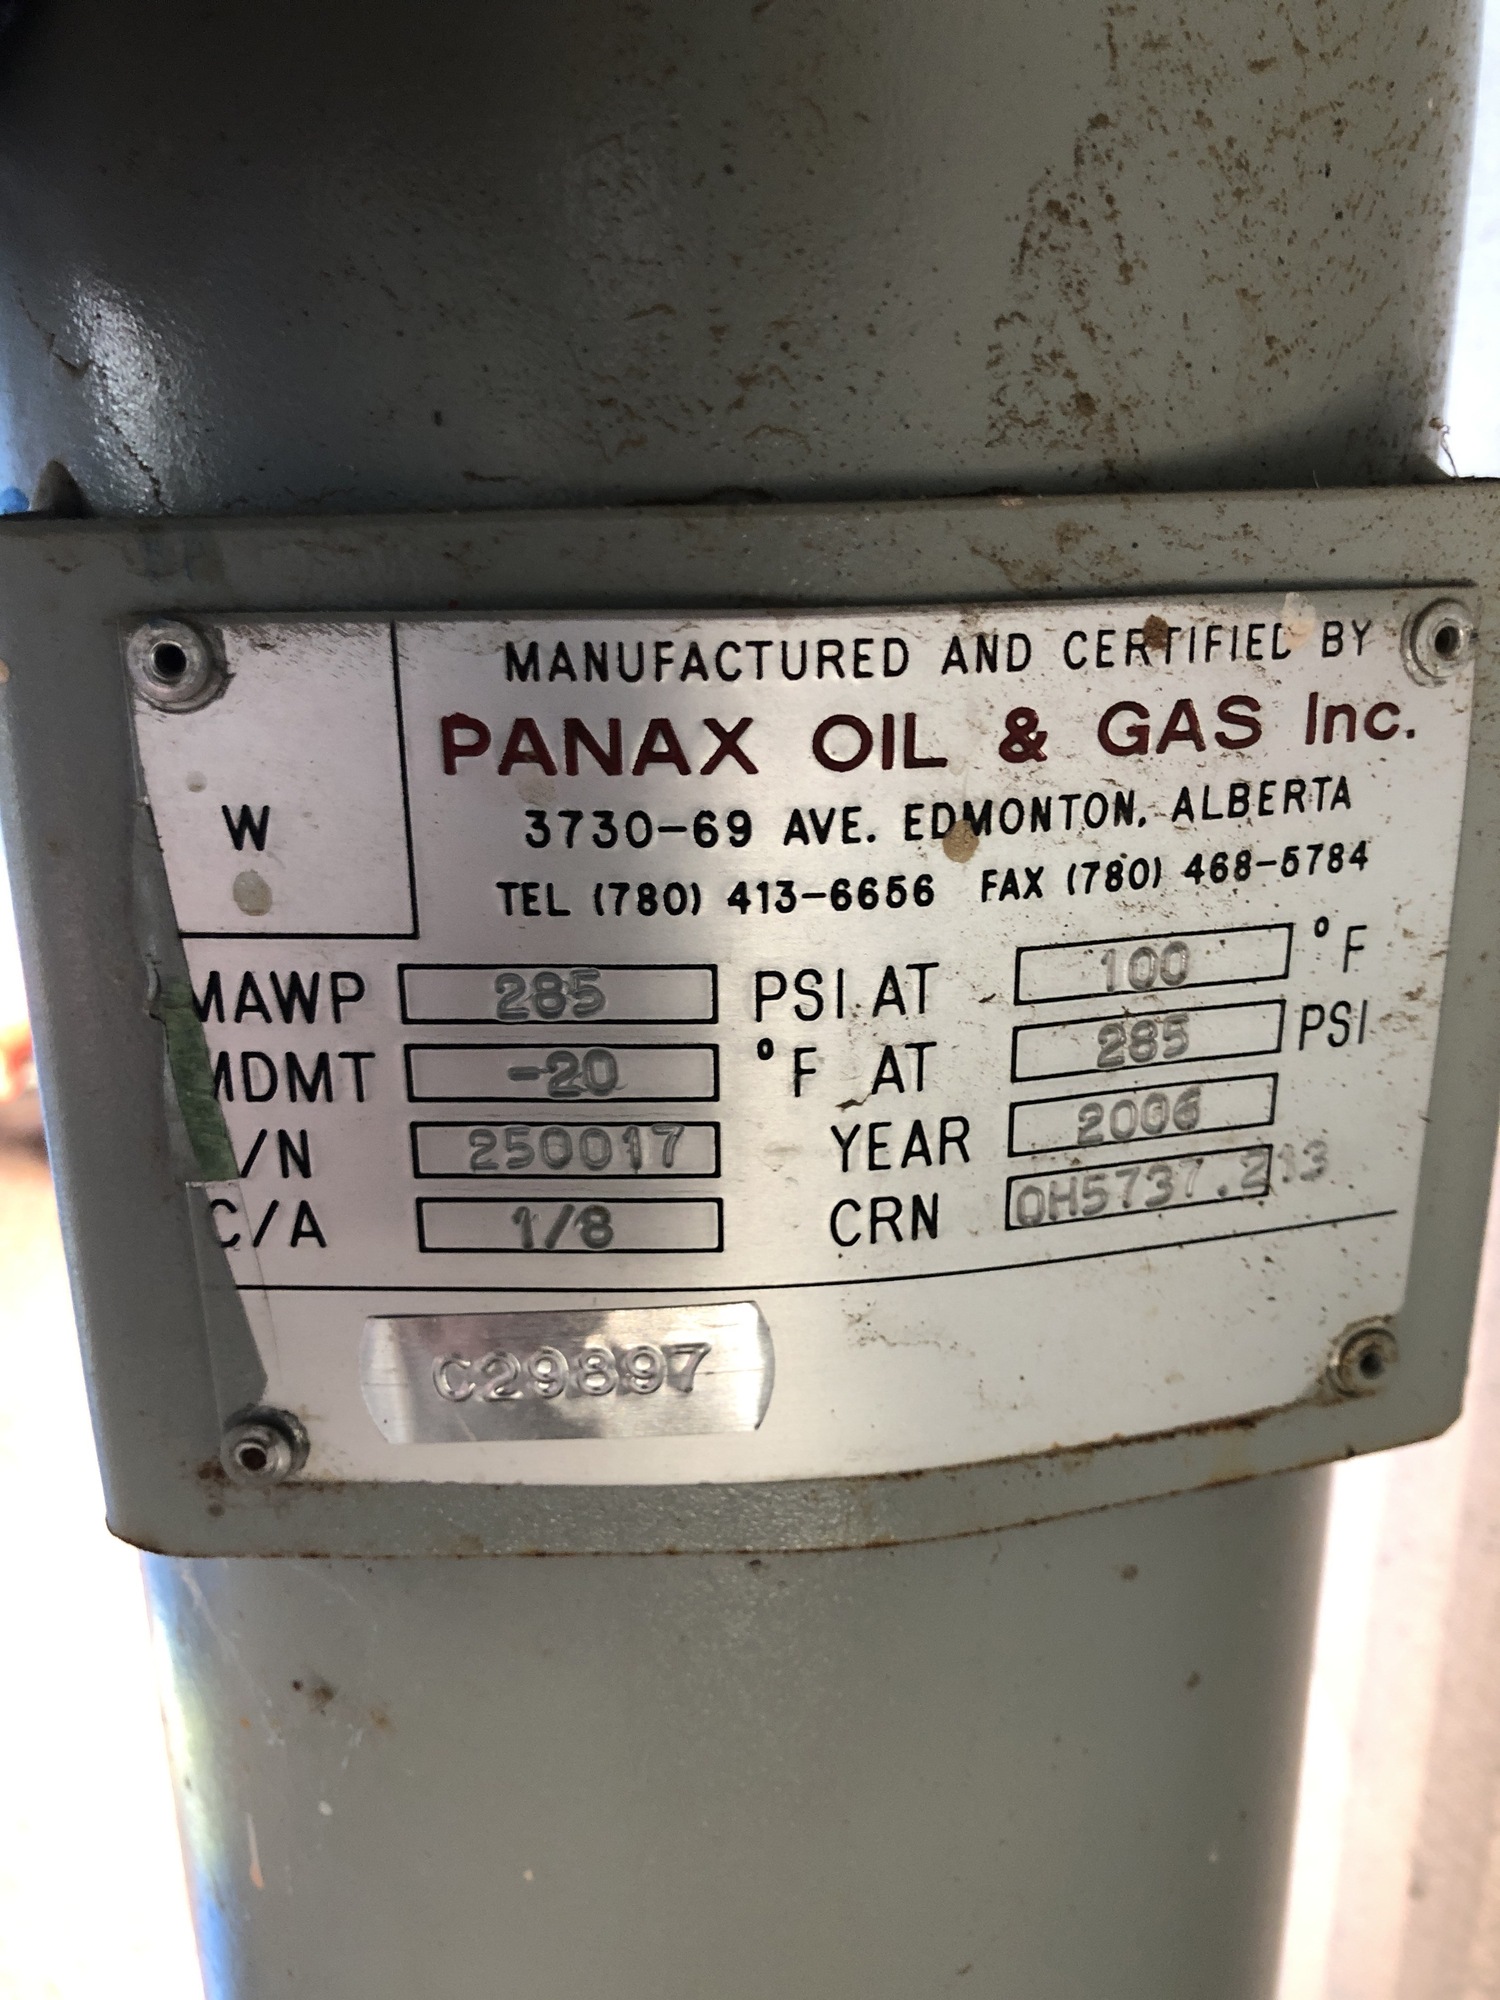 MANUFACTURED AND CERTIFIED BY
PANAX OIL & GAS Inc.
W
3730-69 AVE. EDMONTON, ALBERTA
TEL (780) 413-6656 FAX (780) 468-5784
MAWP 285 PSI AT 100 °F
MDMT -20 °F AT 285 PSI
/N 250017 YEAR 2006
C/A 1/8 CRN 0H5737.213
C29897